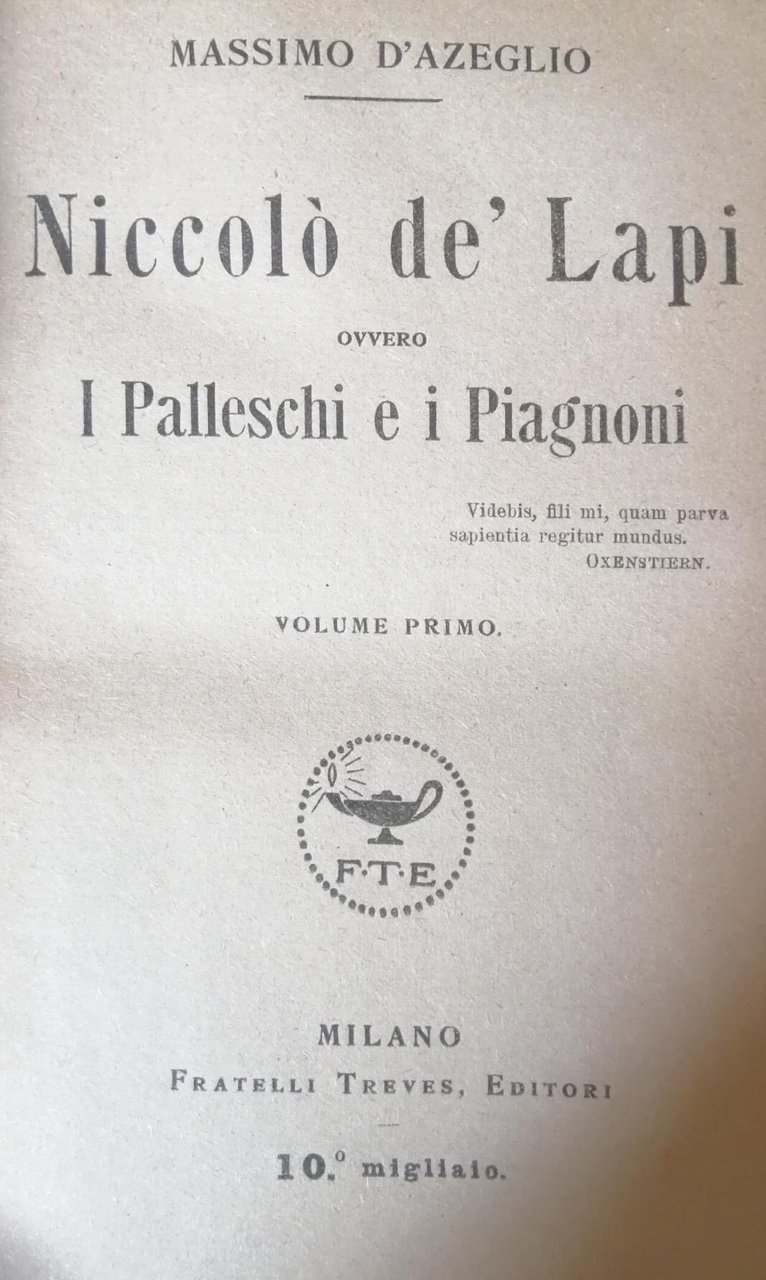 MASSIMO D'AZEGLIO
Niccolò de' Lapi
OVVERO
I Palleschi e i Piagnoni
Videbis, fili mi, quam parva
sapientia regitur mundus.
OXENSTIERN.
VOLUME PRIMO.
F·T·E
MILANO
FRATELLI TREVES, EDITORI
10.º migliaio.